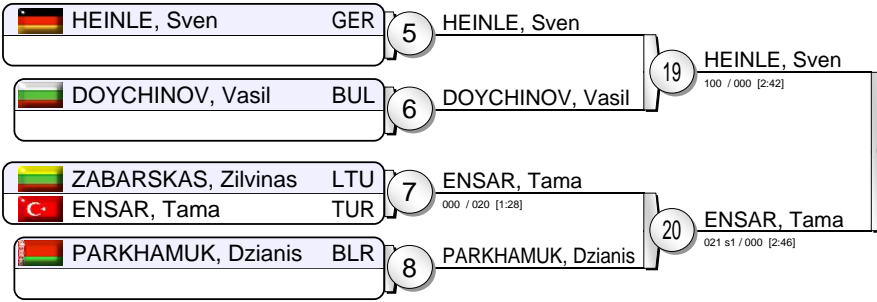 HEINLE, Sven GER
5
HEINLE, Sven
19
HEINLE, Sven
100 / 000 [2:42]
DOYCHINOV, Vasil BUL
6
DOYCHINOV, Vasil
ZABARSKAS, Zilvinas LTU
ENSAR, Tama TUR
7
ENSAR, Tama
000 / 020 [1:28]
20
ENSAR, Tama
021 s1 / 000 [2:46]
PARKHAMUK, Dzianis BLR
8
PARKHAMUK, Dzianis